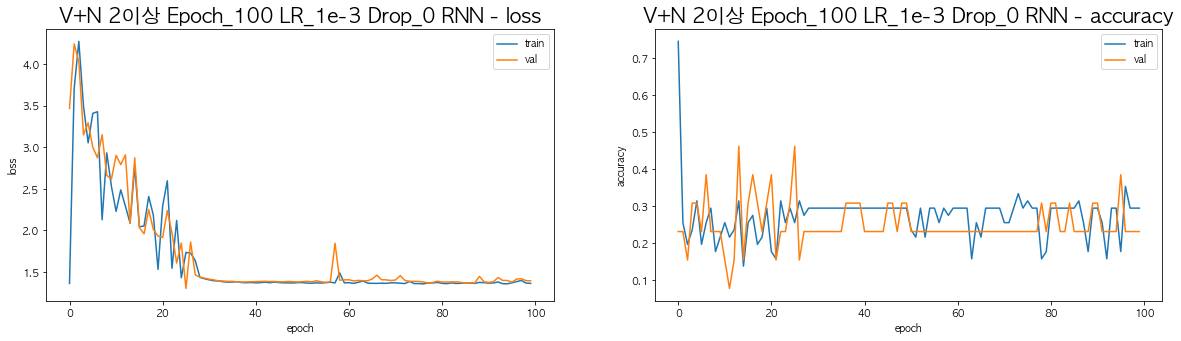 V+N 2이상 Epoch_100 LR_1e-3 Drop_0 RNN - loss
train
val
4.0
3.5
3.0
2.5
2.0
1.5
loss
0
20
40
60
80
100
epoch
V+N 2이상 Epoch_100 LR_1e-3 Drop_0 RNN - accuracy
train
val
0.7
0.6
0.5
0.4
0.3
0.2
0.1
accuracy
0
20
40
60
80
100
epoch